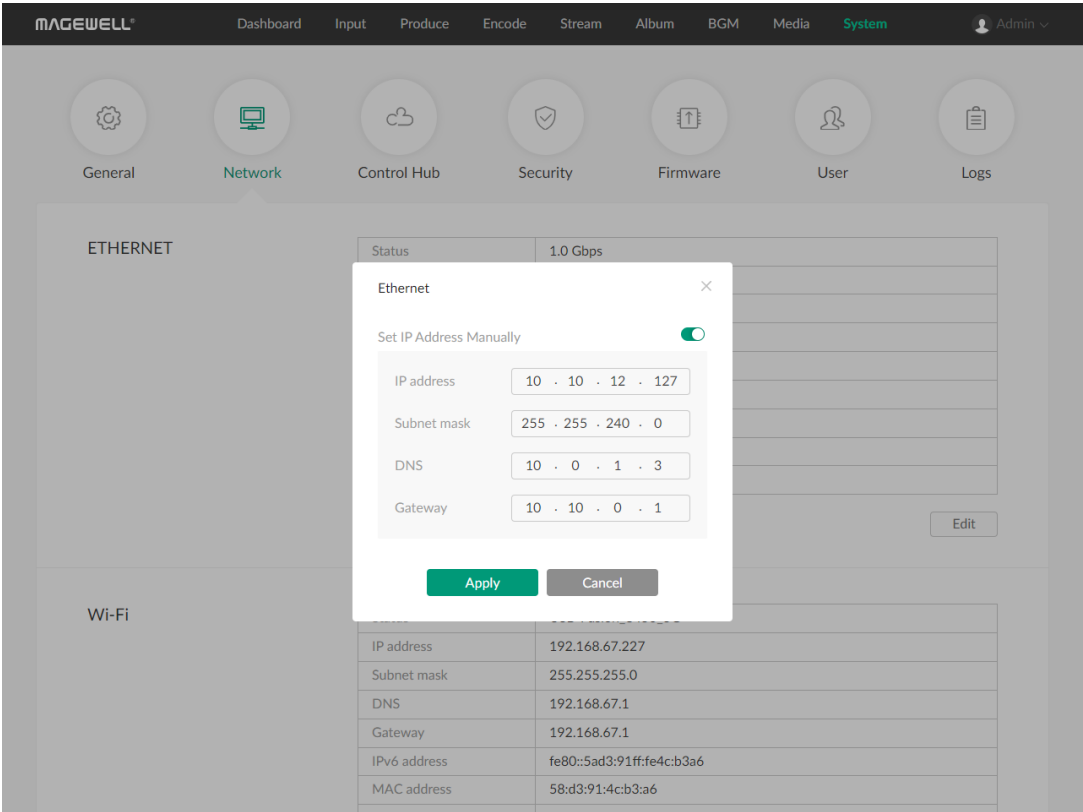 MAGEWELL® Dashboard Input Produce Encode Stream Album BGM Media System Admin
General Network Control Hub Security Firmware User Logs
ETHERNET
Status 1.0 Gbps
Ethernet
Set IP Address Manually
IP address 10 . 10 . 12 . 127
Subnet mask 255 . 255 . 240 . 0
DNS 10 . 0 . 1 . 3
Gateway 10 . 10 . 0 . 1
Edit
Apply Cancel
Wi-Fi
IP address 192.168.67.227
Subnet mask 255.255.255.0
DNS 192.168.67.1
Gateway 192.168.67.1
IPv6 address fe80::5ad3:91ff:fe4c:b3a6
MAC address 58:d3:91:4c:b3:a6